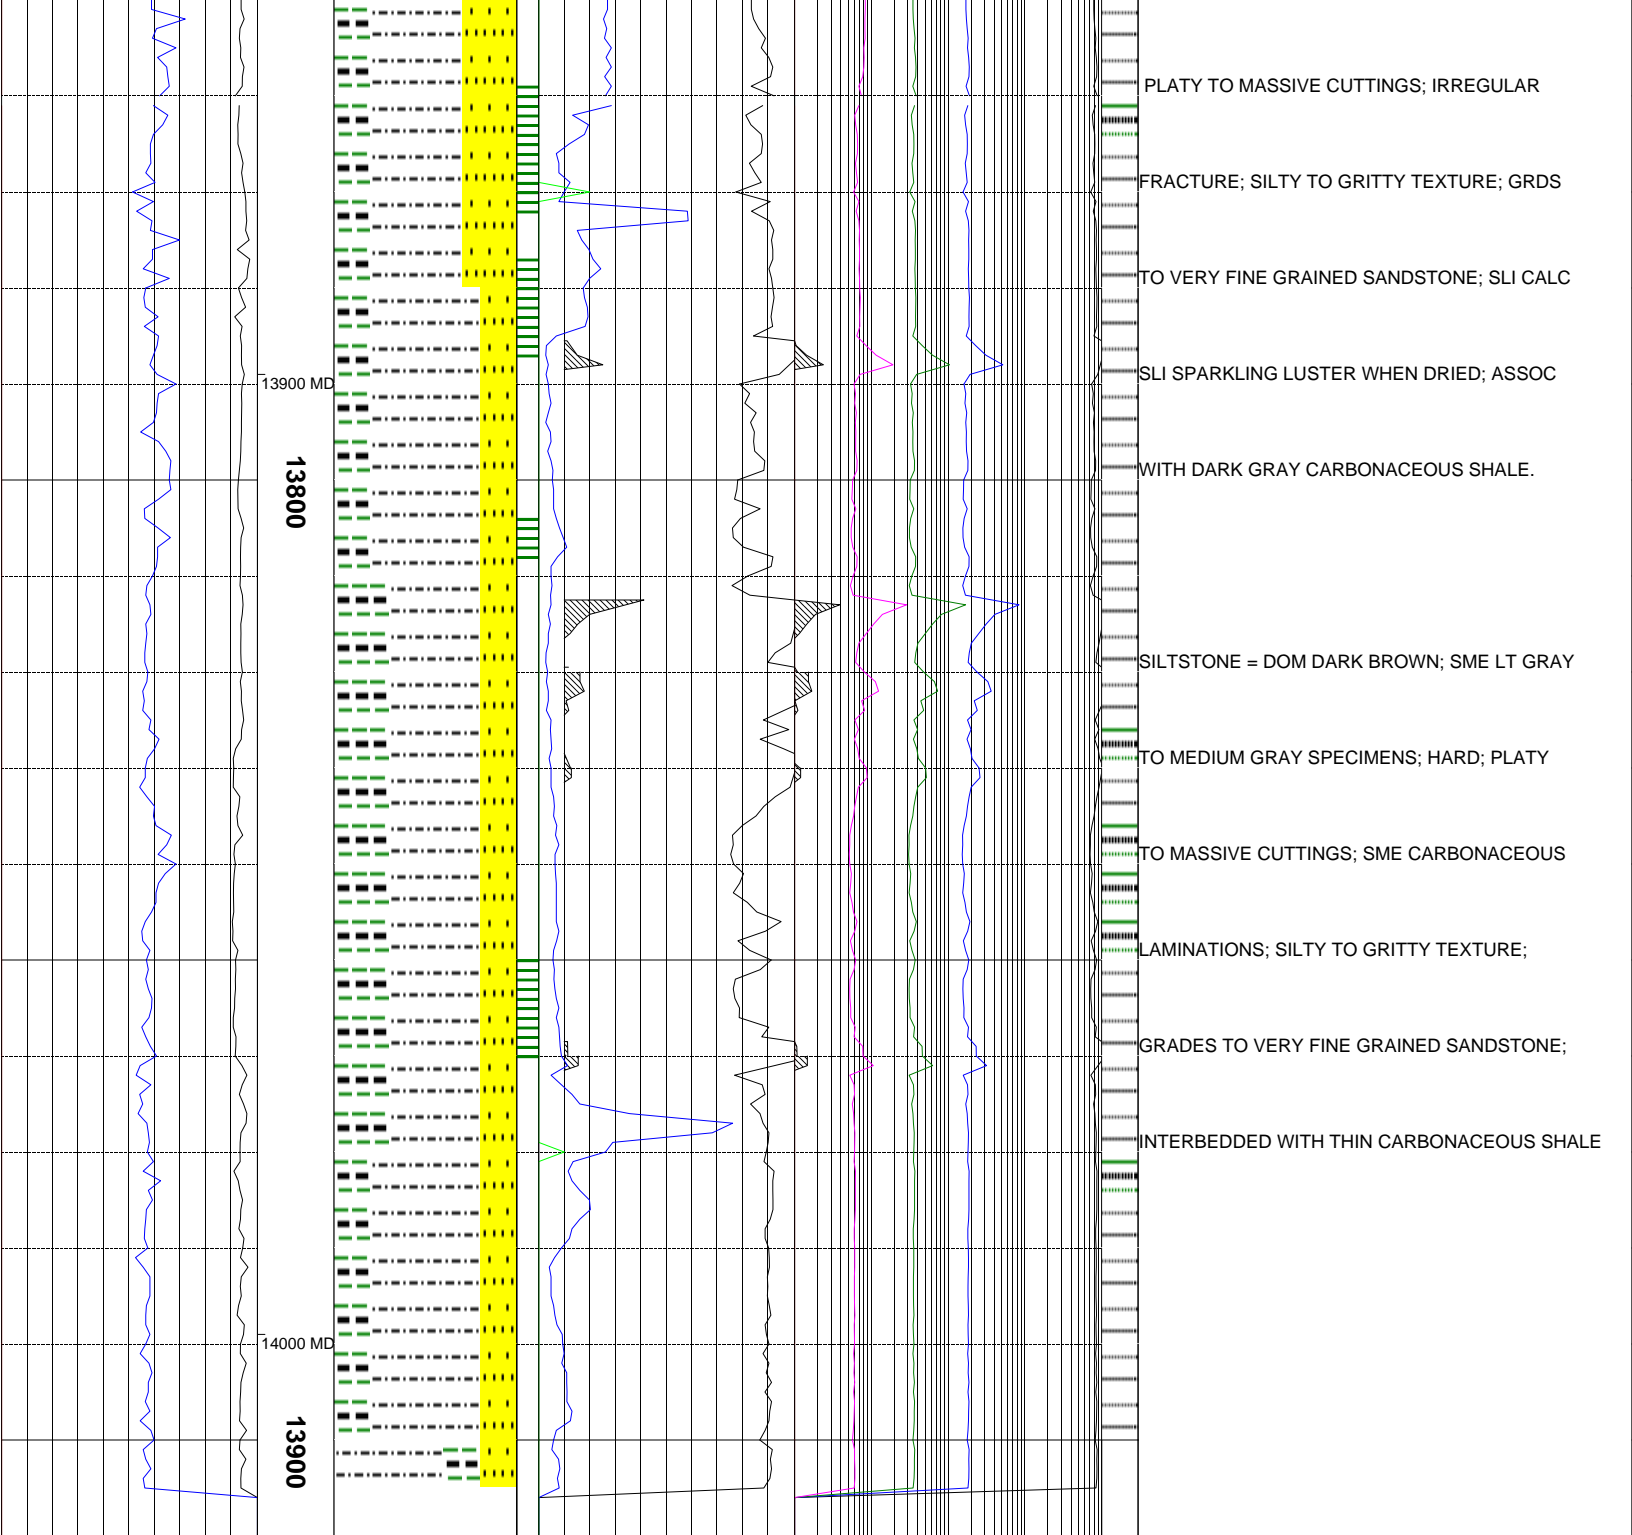 PLATY TO MASSIVE CUTTINGS; IRREGULAR
FRACTURE; SILTY TO GRITTY TEXTURE; GRDS
TO VERY FINE GRAINED SANDSTONE; SLI CALC
SLI SPARKLING LUSTER WHEN DRIED; ASSOC
13900 MD
WITH DARK GRAY CARBONACEOUS SHALE.
13800
SILTSTONE = DOM DARK BROWN; SME LT GRAY
TO MEDIUM GRAY SPECIMENS; HARD; PLATY
TO MASSIVE CUTTINGS; SME CARBONACEOUS
LAMINATIONS; SILTY TO GRITTY TEXTURE;
GRADES TO VERY FINE GRAINED SANDSTONE;
INTERBEDDED WITH THIN CARBONACEOUS SHALE
14000 MD
13900